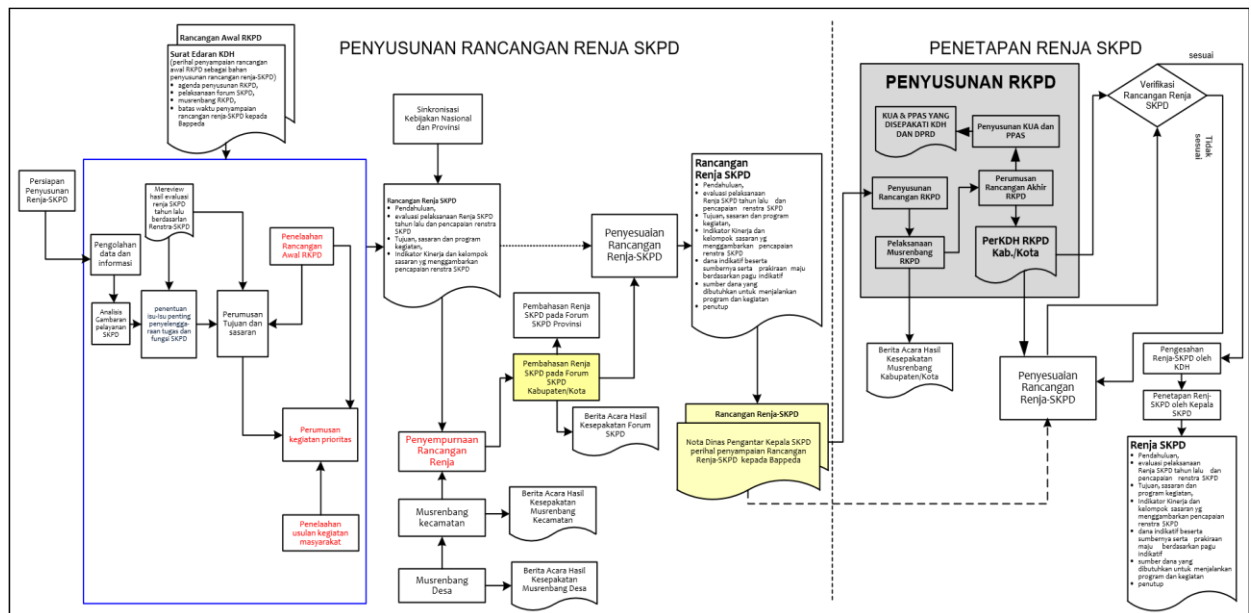 PENYUSUNAN RANCANGAN RENJA SKPD
PENETAPAN RENJA SKPD
Rancangan Awal RKPD
Surat Edaran KDH
(perihal penyampaian rancangan
awal RKPD sebagai bahan
penyusunan rancangan renja-SKPD)
• agenda penyusunan RKPD,
• pelaksanaan forum SKPD,
• musrenbang RKPD,
• batas waktu penyampaian
rancangan renja-SKPD kepada
Bappeda
Persiapan
Penyusunan
Renja-SKPD
Pengolahan
data dan
informasi
Analisis
Gambaran
pelayanan
SKPD
Mereview
hasil evaluasi
renja SKPD
tahun lalu
berdasarlan
Renstra-SKPD
penentuan
isu-isu penting
penyelengga-
raan tugas dan
fungsi SKPD
Perumusan
Tujuan dan
sasaran
Penelaahan
Rancangan
Awal RKPD
Perumusan
kegiatan prioritas
Penelaahan
usulan kegiatan
masyarakat
Sinkronisasi
Kebijakan Nasional
dan Provinsi
Rancangan Renja SKPD
• Pendahuluan,
• evaluasi pelaksanaan Renja SKPD
tahun lalu dan pencapaian renstra
SKPD
• Tujuan, sasaran dan program
kegiatan,
• Indikator Kinerja dan kelompok
sasaran yg menggambarkan
pencapaian renstra SKPD
Penyempurnaan
Rancangan
Renja
Musrenbang
kecamatan
Berita Acara Hasil
Kesepakatan
Musrenbang
Kecamatan
Musrenbang
Desa
Berita Acara Hasil
Kesepakatan
Musrenbang Desa
Pembahasan Renja
SKPD pada Forum
SKPD Provinsi
Pembahasan Renja
SKPD pada Forum
SKPD
Kabupaten/Kota
Berita Acara Hasil
Kesepakatan Forum
SKPD
Penyesuaian
Rancangan
Renja-SKPD
Rancangan
Renja SKPD
• Pendahuluan,
• evaluasi pelaksanaan
Renja SKPD tahun lalu dan
pencapaian renstra SKPD
• Tujuan, sasaran dan program
kegiatan,
• Indikator Kinerja dan
kelompok sasaran yg
menggambarkan pencapaian
renstra SKPD
• dana indikatif beserta
sumbernya serta prakiraan maju
berdasarkan pagu indikatif
• sumber dana yang
dibutuhkan untuk menjalankan
program dan kegiatan
• penutup
Rancangan Renja-SKPD
Nota Dinas Pengantar Kepala SKPD
perihal penyampaian Rancangan
Renja-SKPD kepada Bappeda
PENYUSUNAN RKPD
KUA & PPAS YANG
DISEPAKATI KDH
DAN DPRD
Penyusunan KUA dan
PPAS
Penyusunan
Rancangan RKPD
Perumusan
Rancangan Akhir
RKPD
Pelaksanaan
Musrenbang
RKPD
PerKDH RKPD
Kab./Kota
Berita Acara Hasil
Kesepakatan
Musrenbang
Kabupaten/Kota
Penyesualan
Rancangan
Renja-SKPD
Verifikasi
Rancangan Renja
SKPD
sesuai
Tidak
sesuai
Pengesahan
Renja-SKPD oleh
KDH
Penetapan Renj-
SKPD oleh Kepala
SKPD
Renja SKPD
• Pendahuluan,
• evaluasi pelaksanaan
Renja SKPD tahun lalu dan
pencapaian renstra SKPD
• Tujuan, sasaran dan
program kegiatan,
• Indikator Kinerja dan
kelompok sasaran yg
menggambarkan pencapaian
renstra SKPD
• dana indikatif beserta
sumbernya serta prakiraan
maju berdasarkan pagu
indikatif
• sumber dana yang
dibutuhkan untuk menjalankan
program dan kegiatan
• penutup